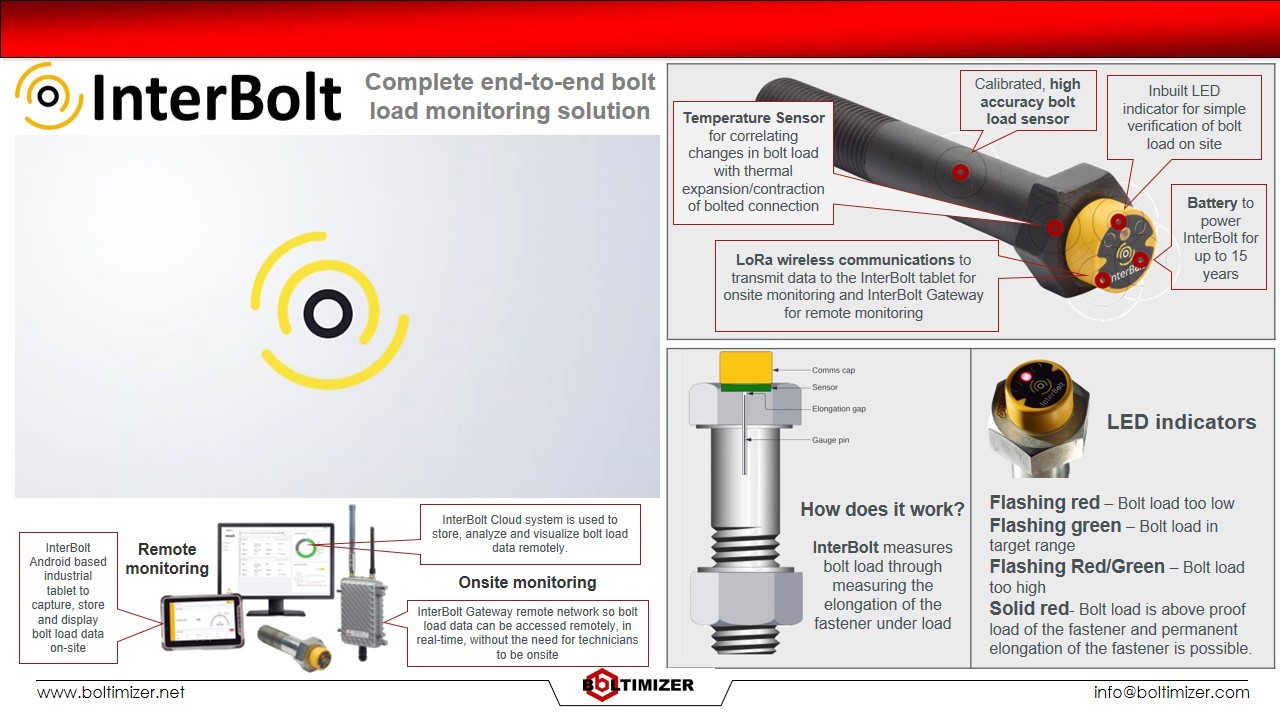 InterBolt
Complete end-to-end bolt
load monitoring solution
Temperature Sensor
for correlating
changes in bolt load
with thermal
expansion/contraction
of bolted connection
Calibrated, high
accuracy bolt
load sensor
Inbuilt LED
indicator for simple
verification of bolt
load on site
Battery to
power
InterBolt for
up to 15
years
LoRa wireless communications to
transmit data to the InterBolt tablet for
onsite monitoring and InterBolt Gateway
for remote monitoring
InterBolt
Comms cap
Sensor
Elongation gap
Gauge pin
How does it work?
InterBolt measures
bolt load through
measuring the
elongation of the
fastener under load
InterBolt
LED indicators
Flashing red – Bolt load too low
Flashing green – Bolt load in
target range
Flashing Red/Green – Bolt load
too high
Solid red- Bolt load is above proof
load of the fastener and permanent
elongation of the fastener is possible.
InterBolt
Android based
industrial
tablet to
capture, store
and display
bolt load data
on-site
Remote
monitoring
InterBolt Cloud system is used to
store, analyze and visualize bolt load
data remotely.
Onsite monitoring
InterBolt Gateway remote network so bolt
load data can be accessed remotely, in
real-time, without the need for technicians
to be onsite
www.boltimizer.net
BOLTIMIZER
info@boltimizer.com